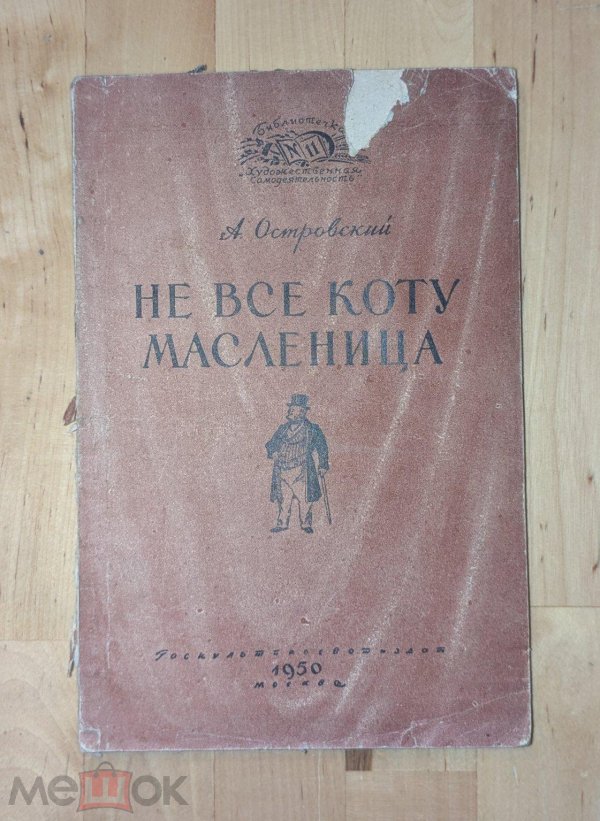 Библиотечка
Художественная
самодеятельность
А. Островский
НЕ ВСЕ КОТУ
МАСЛЕНИЦА
Госкультпросветиздат
1950
Москва
мешок